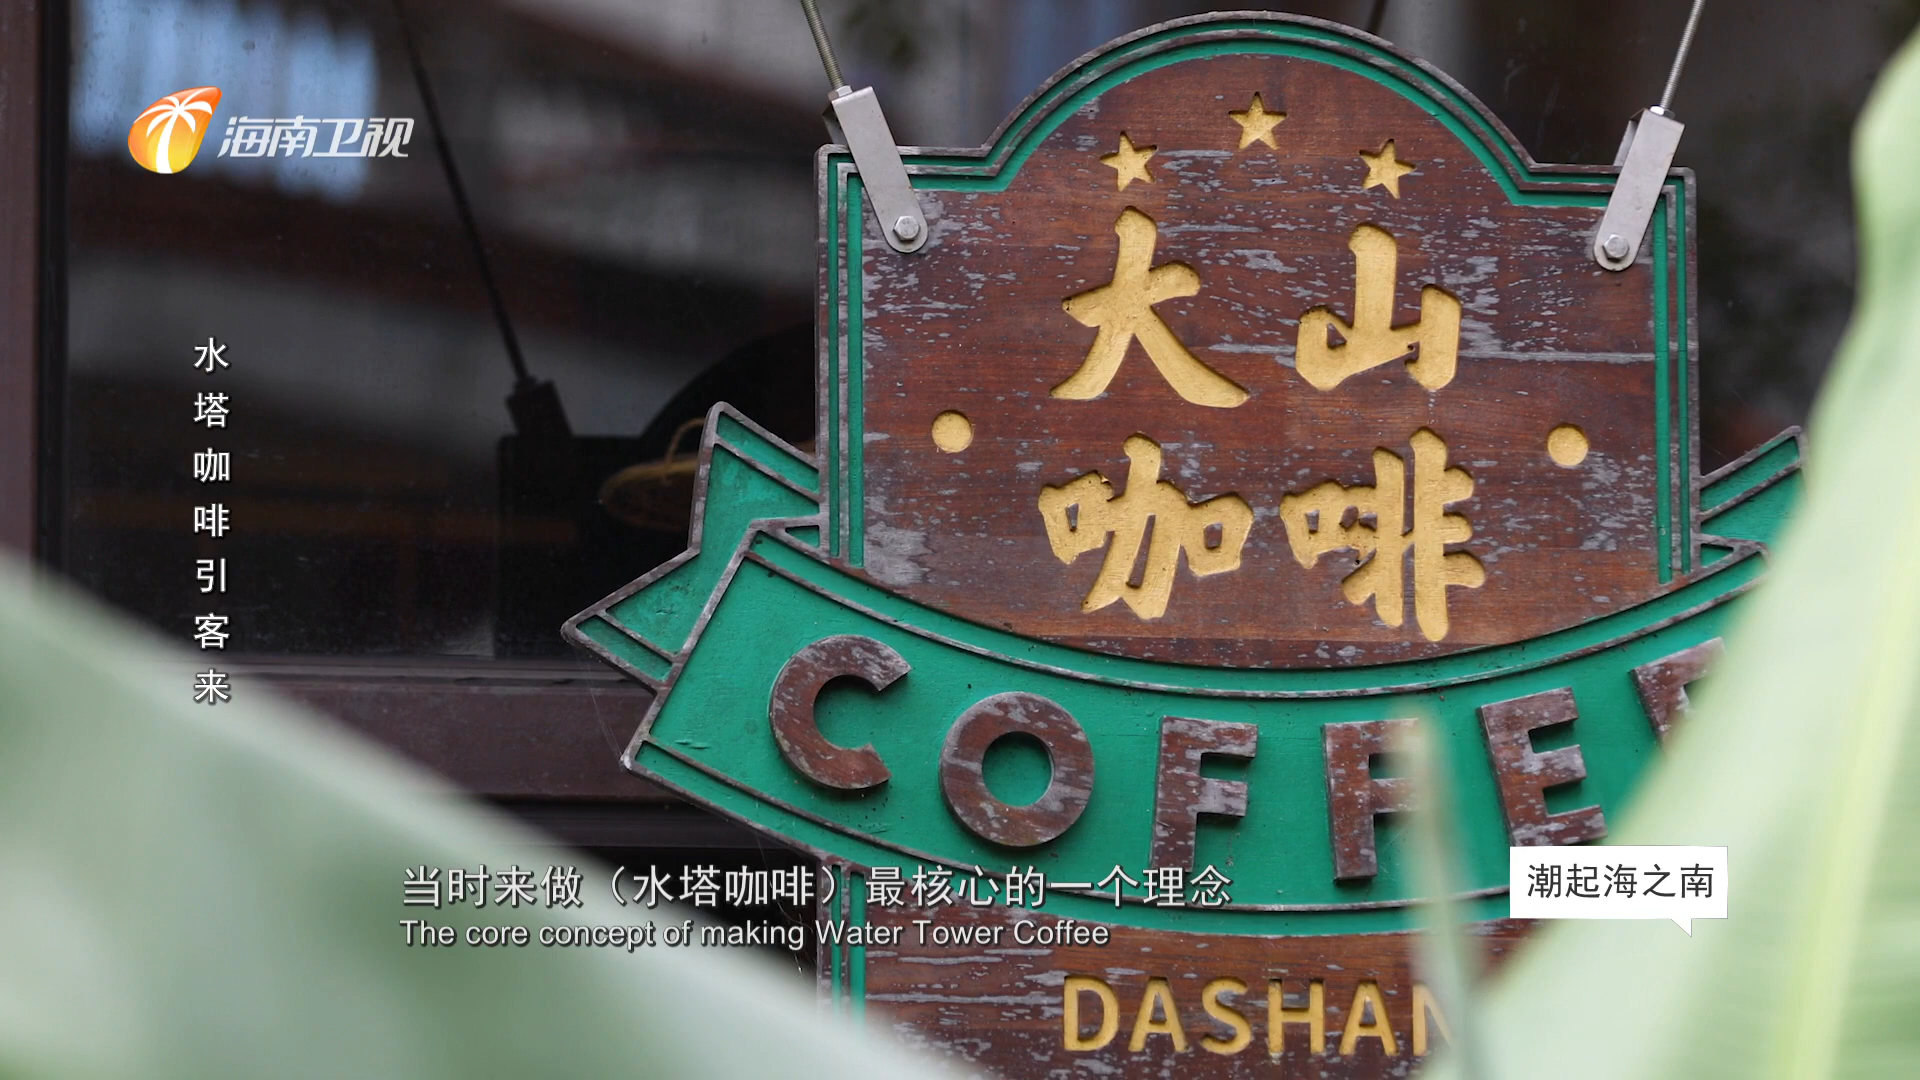 海南卫视
大山
咖啡
COFFEE
DASHAN
水塔咖啡引客来
当时来做（水塔咖啡）最核心的一个理念
The core concept of making Water Tower Coffee
潮起海之南